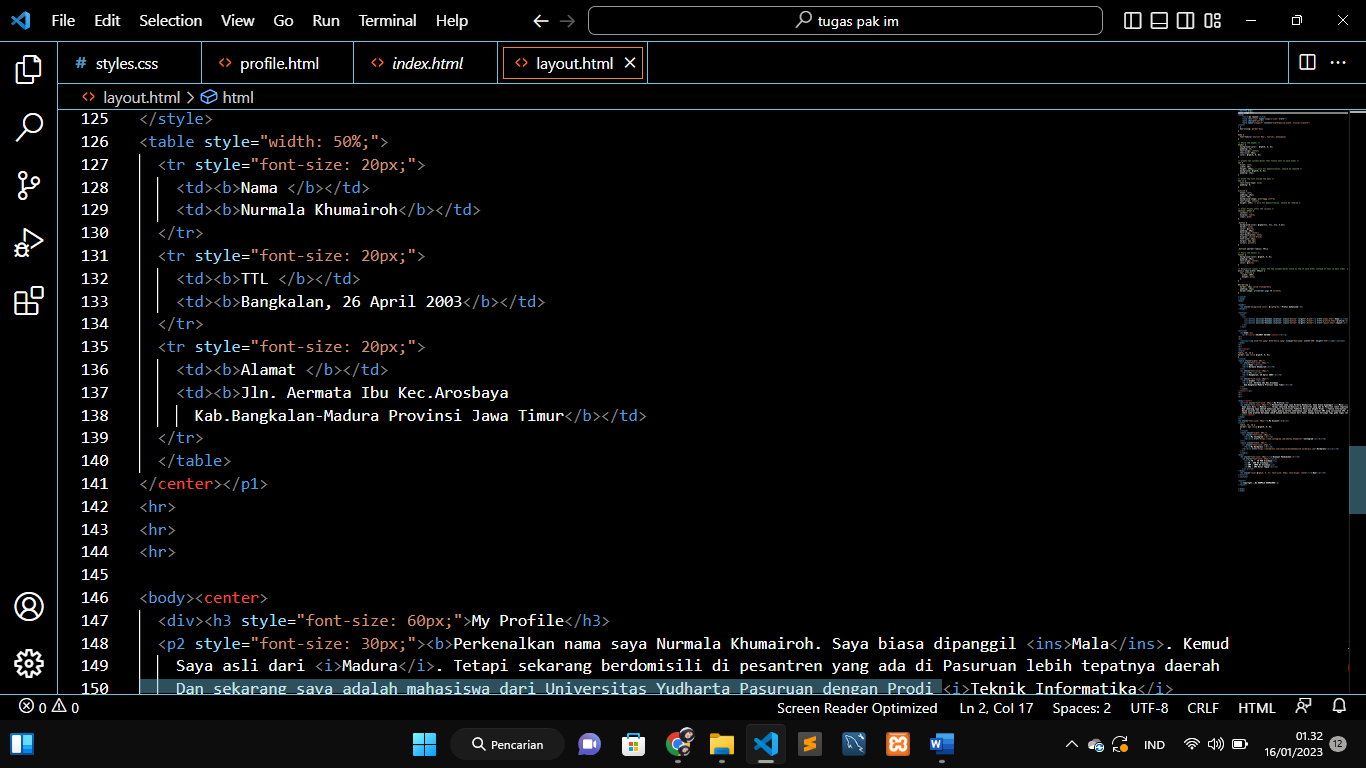 File Edit Selection View Go Run Terminal Help
tugas pak im
# styles.css
<> profile.html
<> index.html
<> layout.html
<> layout.html > html
125 </style>
126 <table style="width: 50%;">
127 <tr style="font-size: 20px;">
128 <td><b>Nama </b></td>
129 <td><b>Nurmala Khumairoh</b></td>
130 </tr>
131 <tr style="font-size: 20px;">
132 <td><b>TTL </b></td>
133 <td><b>Bangkalan, 26 April 2003</b></td>
134 </tr>
135 <tr style="font-size: 20px;">
136 <td><b>Alamat </b></td>
137 <td><b>Jln. Aermata Ibu Kec.Arosbaya
138 Kab.Bangkalan-Madura Provinsi Jawa Timur</b></td>
139 </tr>
140 </table>
141 </center></p1>
142 <hr>
143 <hr>
144 <hr>
145
146 <body><center>
147 <div><h3 style="font-size: 60px;">My Profile</h3>
148 <p2 style="font-size: 30px;"><b>Perkenalkan nama saya Nurmala Khumairoh. Saya biasa dipanggil <ins>Mala</ins>. Kemud
149 Saya asli dari <i>Madura</i>. Tetapi sekarang berdomisili di pesantren yang ada di Pasuruan lebih tepatnya daerah
150 Dan sekarang saya adalah mahasiswa dari Universitas Yudharta Pasuruan dengan Prodi <i>Teknik Informatika</i>
0 0
Screen Reader Optimized Ln 2, Col 17 Spaces: 2 UTF-8 CRLF HTML
Pencarian
IND
01.32
16/01/2023
12